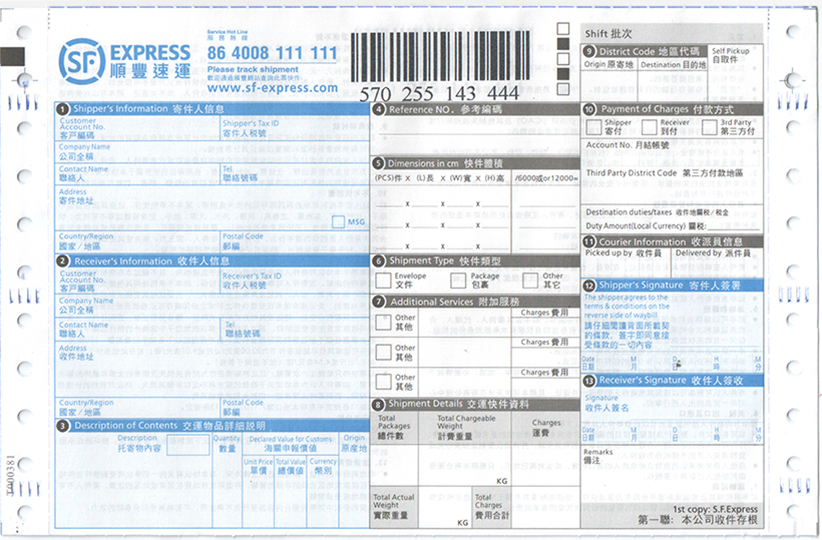 SF EXPRESS
順豐速運
Service Hot Line
服務熱線
86 4008 111 111
Please track shipment
歡迎通過順豐網站查詢此票快件
www.sf-express.com
570 255 143 444
Shift 批次
9 District Code 地區代碼
Origin 原寄地 Destination 目的地
Self Pickup
自取件
1 Shipper's Information 寄件人信息
Customer
Account No.
客戶編碼
Shipper's Tax ID
寄件人稅號
Company Name
公司全稱
Contact Name
聯絡人
Tel
聯絡號碼
Address
寄件地址
MSG
Country/Region
國家／地區
Postal Code
郵編
2 Receiver's Information 收件人信息
Customer
Account No.
客戶編碼
Receiver's Tax ID
收件人稅號
Company Name
公司全稱
Contact Name
聯絡人
Tel
聯絡號碼
Address
收件地址
Country/Region
國家／地區
Postal Code
郵編
3 Description of Contents 交運物品詳細説明
Description
托寄物內容
Quantity
數量
Declared Value for Customs
海關申報價值
Origin
原産地
Unit Price
單價
Total Value
總價值
Currency
幣別
4 Reference NO. 參考編碼
5 Dimensions in cm 快件體積
(PCS)件 x (L)長 x (W)寬 x (H)高 /6000或or12000=
x x
x x
x x
6 Shipment Type 快件類型
Envelope
文件
Package
包裹
Other
其它
7 Additional Services 附加服務
Other
其他
Charges 費用
Other
其他
Charges 費用
Other
其他
Charges 費用
8 Shipment Details 交運快件資料
Total
Packages
總件數
Total Chargeable
Weight
計費重量
Charges
運費
KG
Total Actual
Weight
實際重量
KG
Total
Charges
費用合計
10 Payment of Charges 付款方式
Shipper
寄付
Receiver
到付
3rd Party
第三方付
Account No. 月結帳號
Third Party District Code 第三方付款地區
Destination duties/taxes 收件地關税／税金
Duty Amount(Local Currency) 關税:
11 Courier Information 收派員信息
Picked up by 收件員 Delivered by 派件員
12 Shipper's Signature 寄件人簽署
The shipper agrees to the
terms & conditions on the
reverse side of waybill
請仔細閲讀背面所載契
約條款, 簽字即同意接
受條款的一切內容
Date M D H M
日期 月 日 時 分
13 Receiver's Signature 收件人簽收
Signature
收件人簽名
Date M D H M
日期 月 日 時 分
Remarks
備注
1st copy: S.F.Express
第一聯: 本公司收件存根
T000381